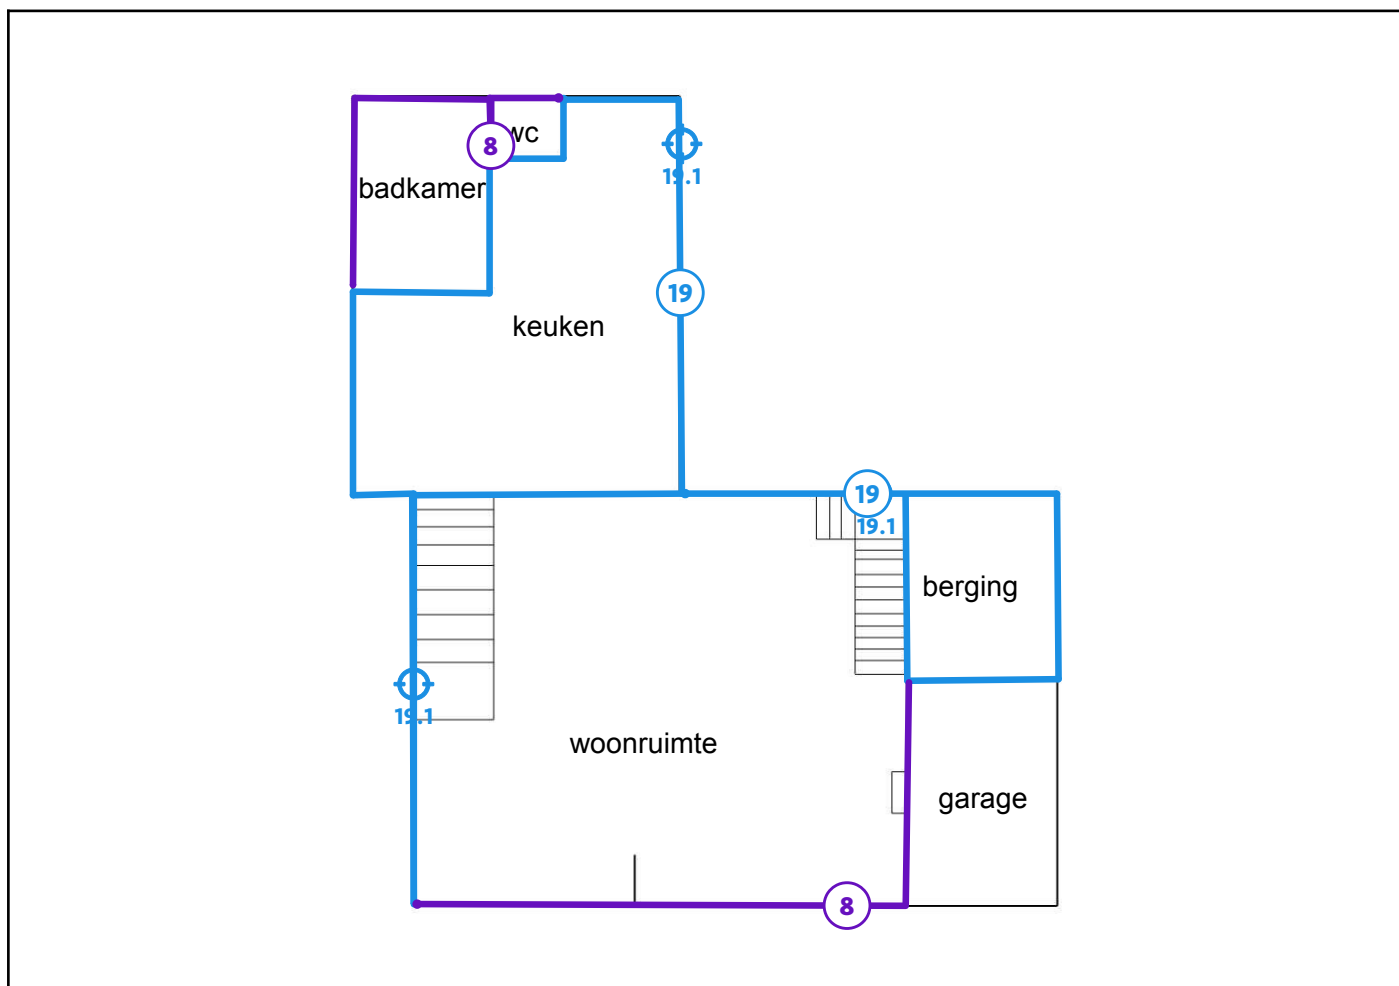 wc
8
19.1
badkamer
19
keuken
19
19.1
berging
19.1
woonruimte
garage
8